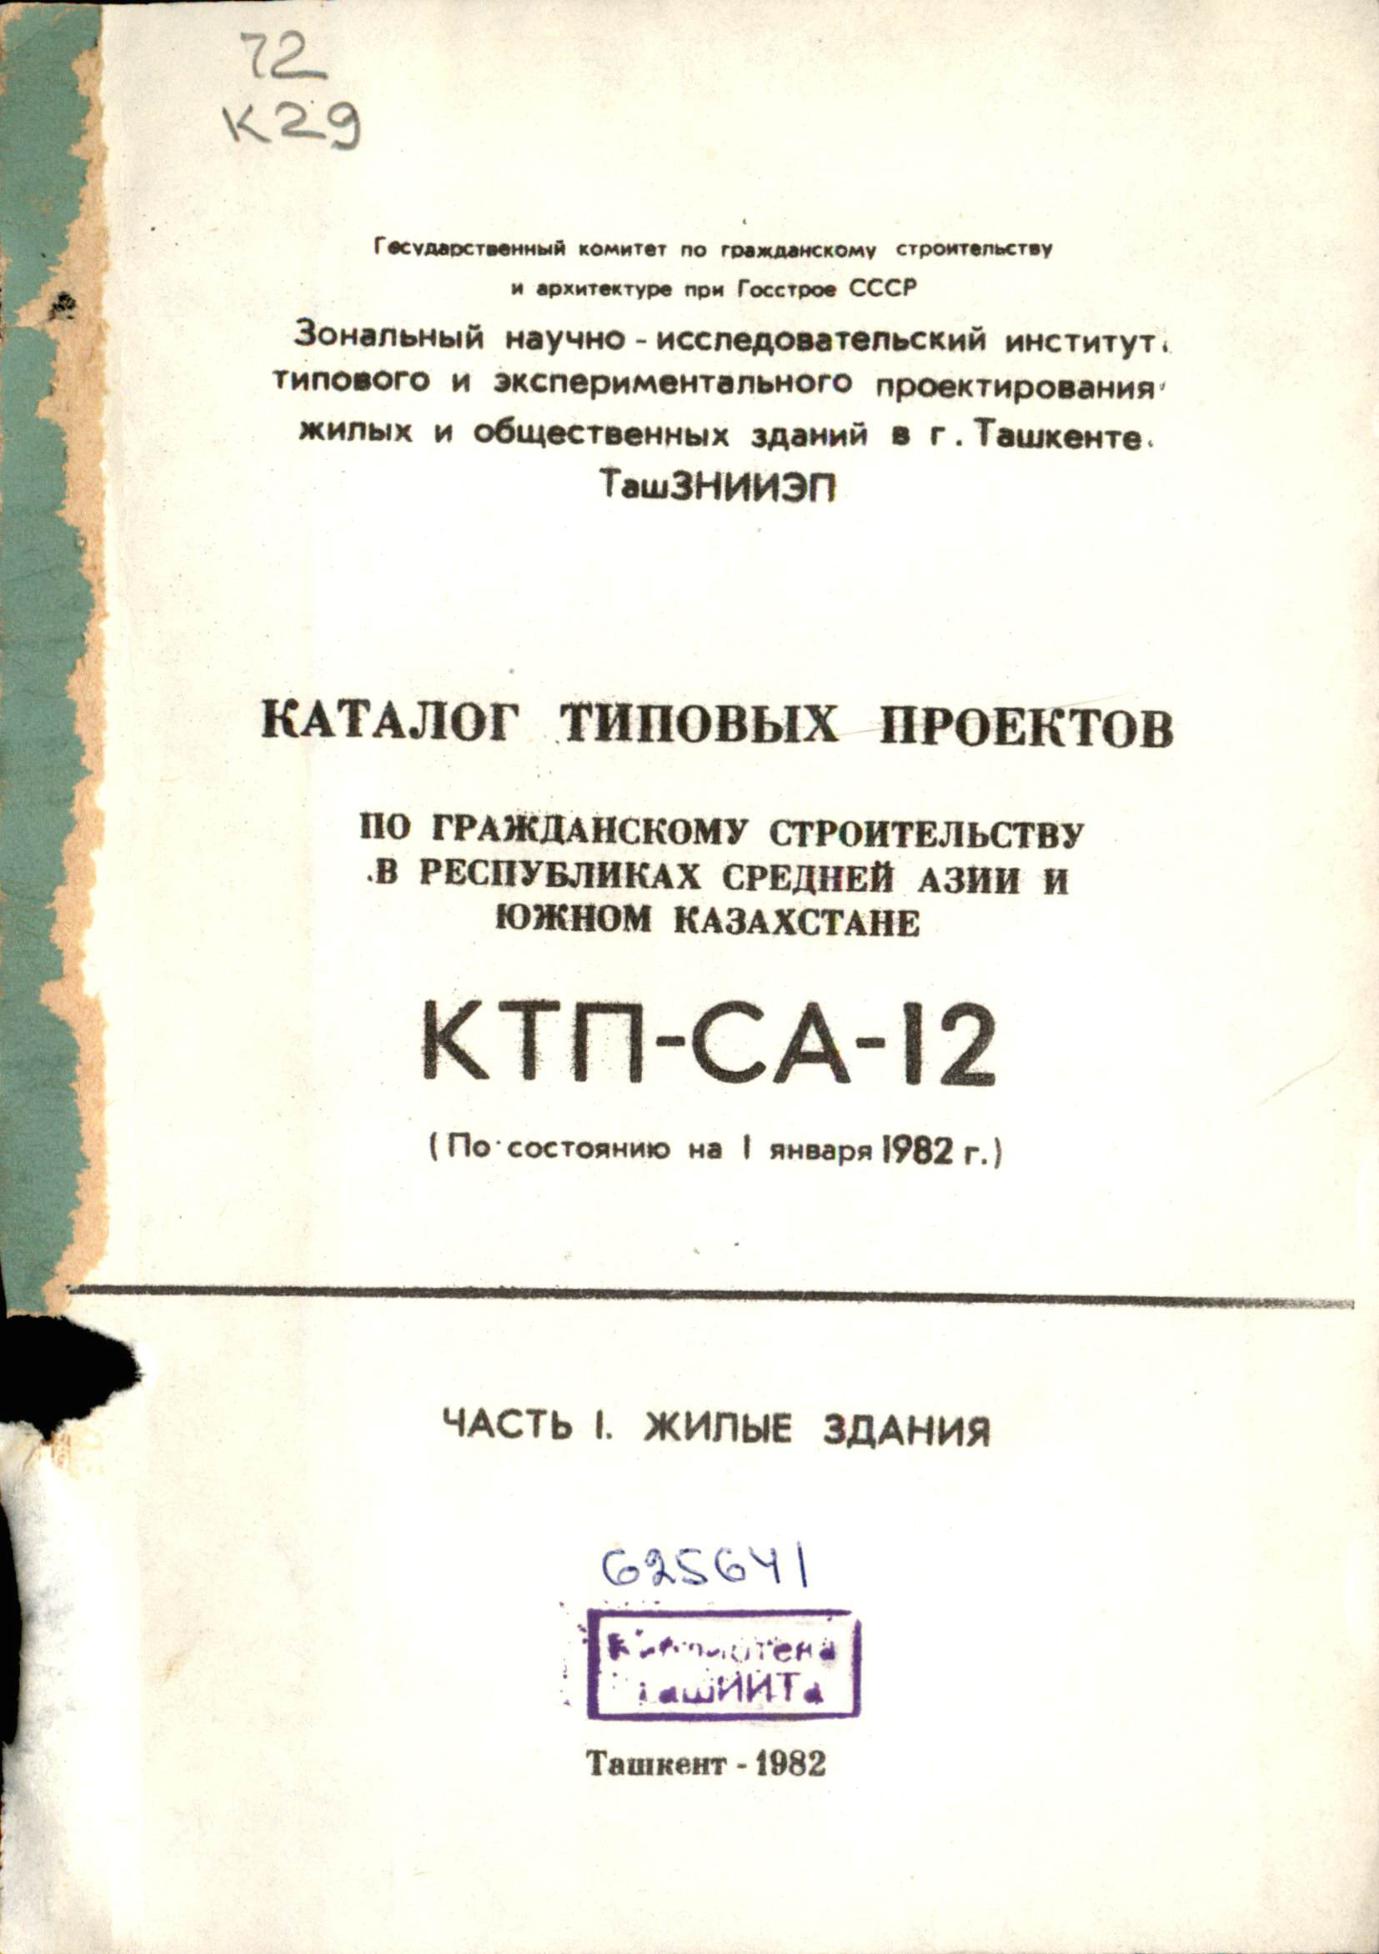 72
К29
Государственный комитет по гражданскому строительству
и архитектуре при Госстрое СССР
Зональный научно - исследовательский институт
типового и экспериментального проектирования
жилых и общественных зданий в г. Ташкенте
ТашЗНИИЭП
КАТАЛОГ ТИПОВЫХ ПРОЕКТОВ
ПО ГРАЖДАНСКОМУ СТРОИТЕЛЬСТВУ
В РЕСПУБЛИКАХ СРЕДНЕЙ АЗИИ И
ЮЖНОМ КАЗАХСТАНЕ
КТП-СА-12
(По состоянию на 1 января 1982 г.)
ЧАСТЬ I. ЖИЛЫЕ ЗДАНИЯ
625641
Библиотека
ТашИИТа
Ташкент - 1982